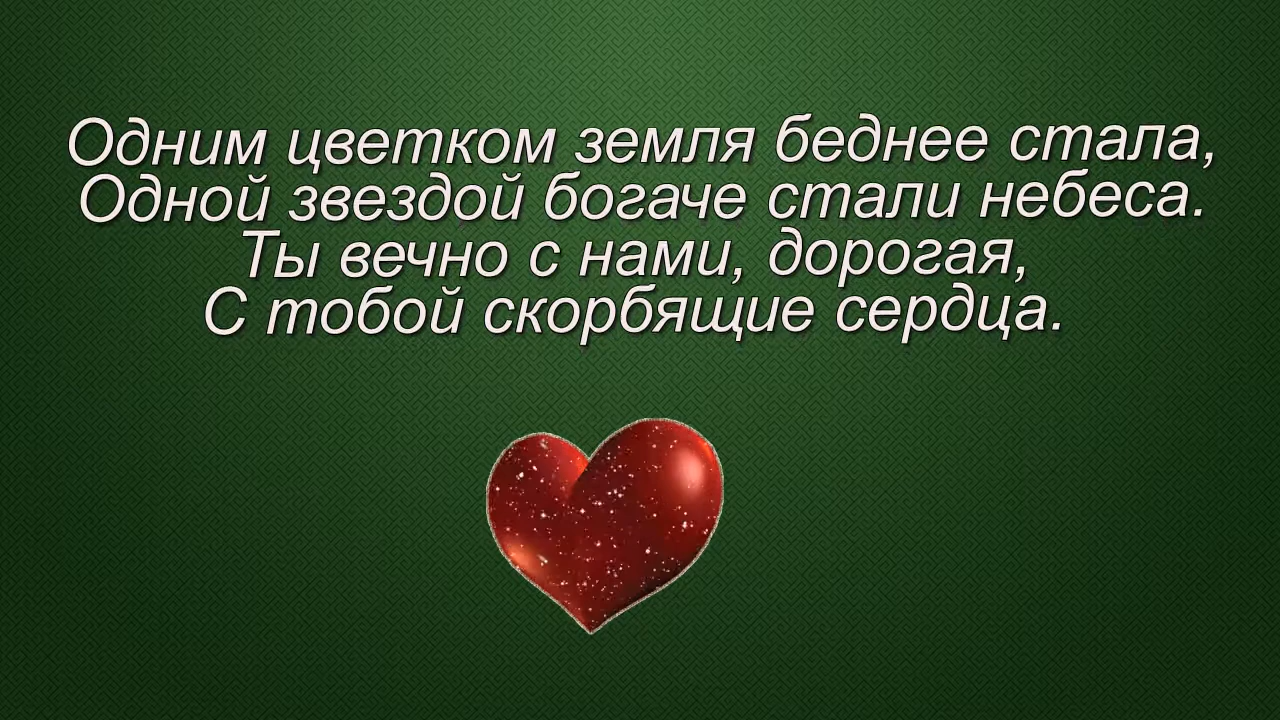 Одним цветком земля беднее стала,
Одной звездой богаче стали небеса.
Ты вечно с нами, дорогая,
С тобой скорбящие сердца.